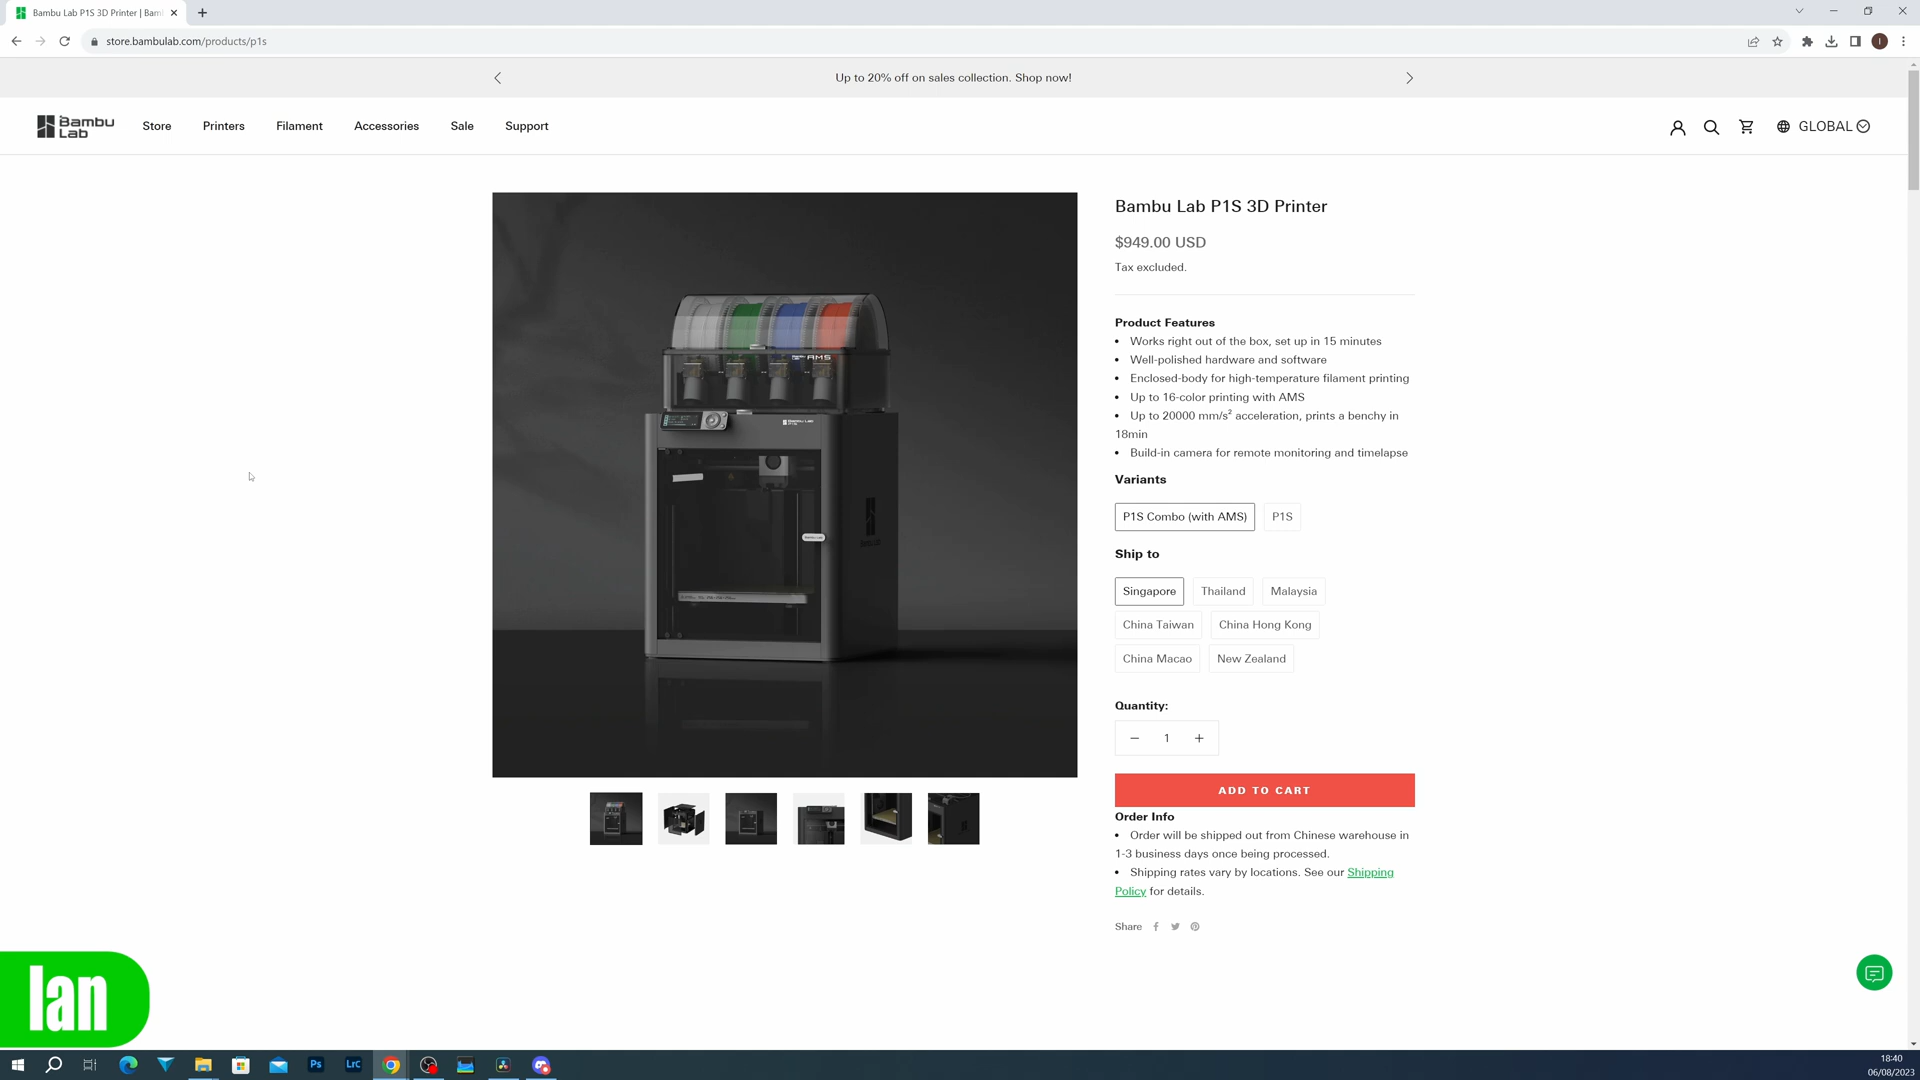 Bambu Lab P1S 3D Printer | Bam
store.bambulab.com/products/p1s
Up to 20% off on sales collection. Shop now!
Bambu Lab
Store
Printers
Filament
Accessories
Sale
Support
GLOBAL
AMS
Bambu Lab
Bambu Lab P1S 3D Printer
$949.00 USD
Tax excluded.
Product Features
• Works right out of the box, set up in 15 minutes
• Well-polished hardware and software
• Enclosed-body for high-temperature filament printing
• Up to 16-color printing with AMS
• Up to 20000 mm/s² acceleration, prints a benchy in
18min
• Build-in camera for remote monitoring and timelapse
Variants
P1S Combo (with AMS)
P1S
Ship to
Singapore
Thailand
Malaysia
China Taiwan
China Hong Kong
China Macao
New Zealand
Quantity:
− 1 +
ADD TO CART
Order Info
• Order will be shipped out from Chinese warehouse in
1-3 business days once being processed.
• Shipping rates vary by locations. See our Shipping
Policy for details.
Share
Ian
Ps
LrC
18:40
06/08/2023